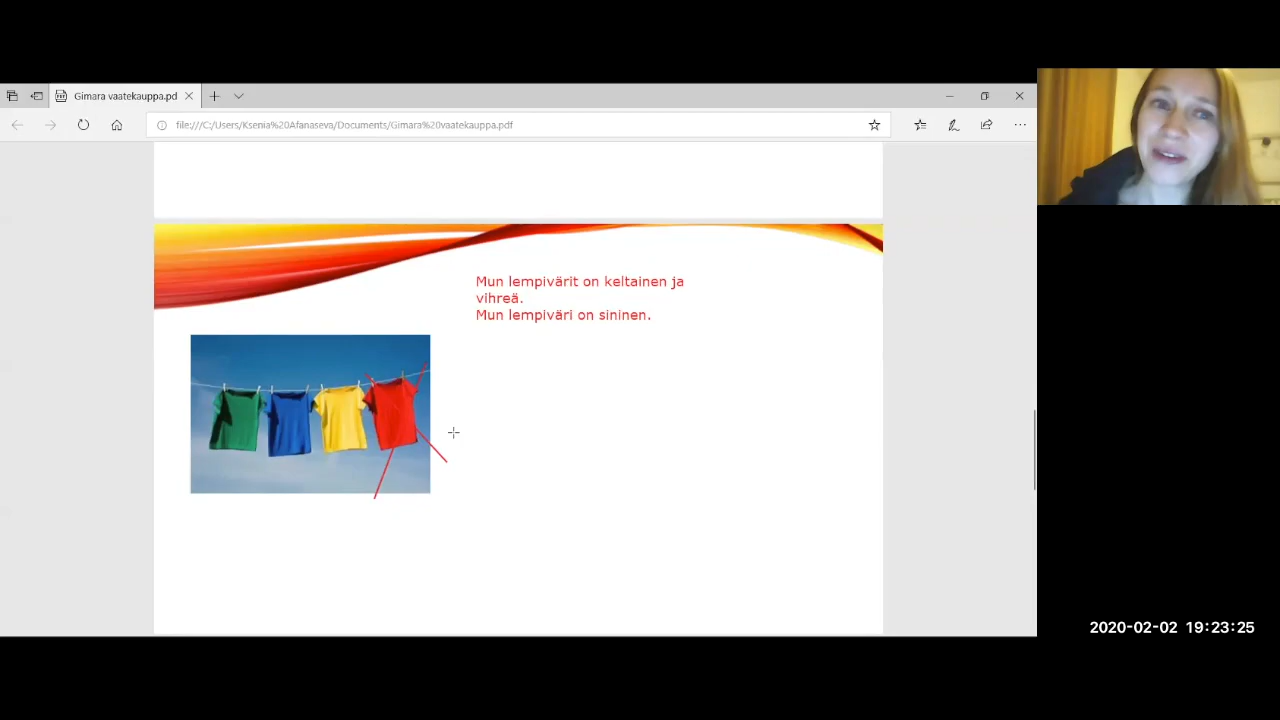 Gimara vaatekauppa.pd
file:///C:/Users/Ksenia%20Afanaseva/Documents/Gimara%20vaatekauppa.pdf
Mun lempivärit on keltainen ja
vihreä.
Mun lempiväri on sininen.
2020-02-02 19:23:25